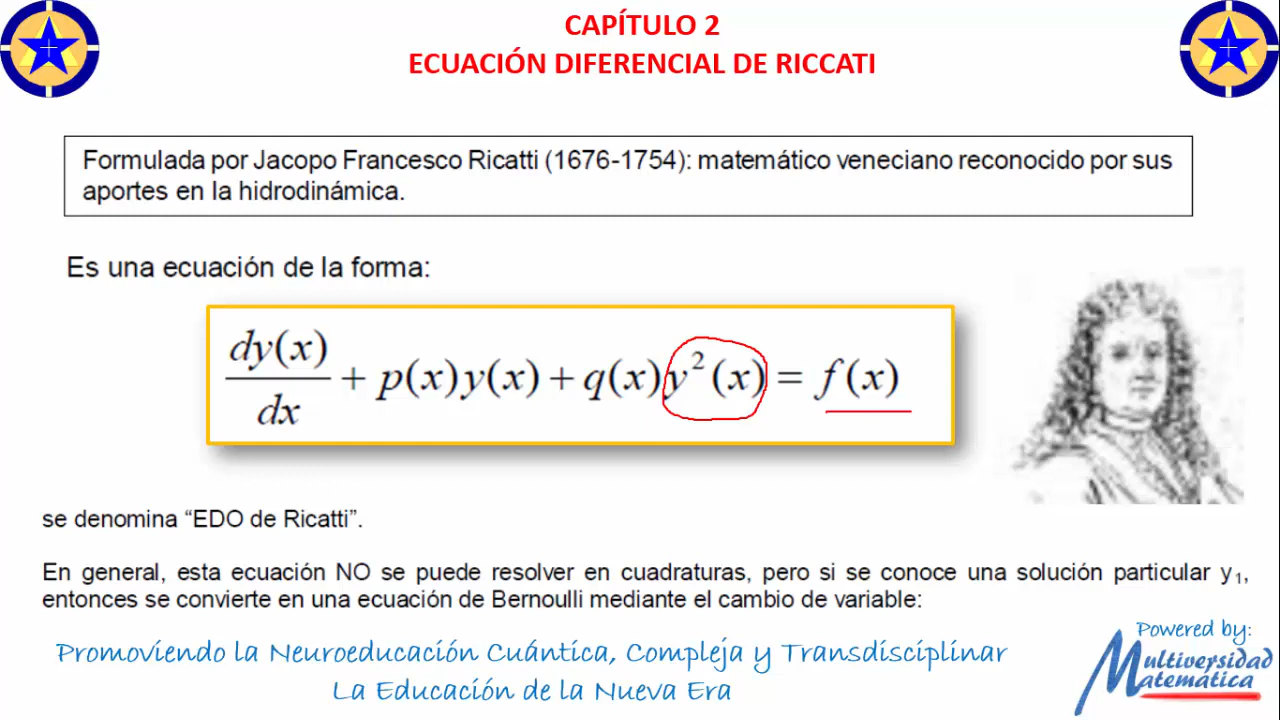 CAPÍTULO 2
ECUACIÓN DIFERENCIAL DE RICCATI
Formulada por Jacopo Francesco Ricatti (1676-1754): matemático veneciano reconocido por sus
aportes en la hidrodinámica.
Es una ecuación de la forma:
dy(x)/dx + p(x)y(x) + q(x)y²(x) = f(x)
se denomina “EDO de Ricatti”.
En general, esta ecuación NO se puede resolver en cuadraturas, pero si se conoce una solución particular y₁,
entonces se convierte en una ecuación de Bernoulli mediante el cambio de variable:
Promoviendo la Neuroeducación Cuántica, Compleja y Transdisciplinar
La Educación de la Nueva Era
Powered by:
Multiversidad
Matemática